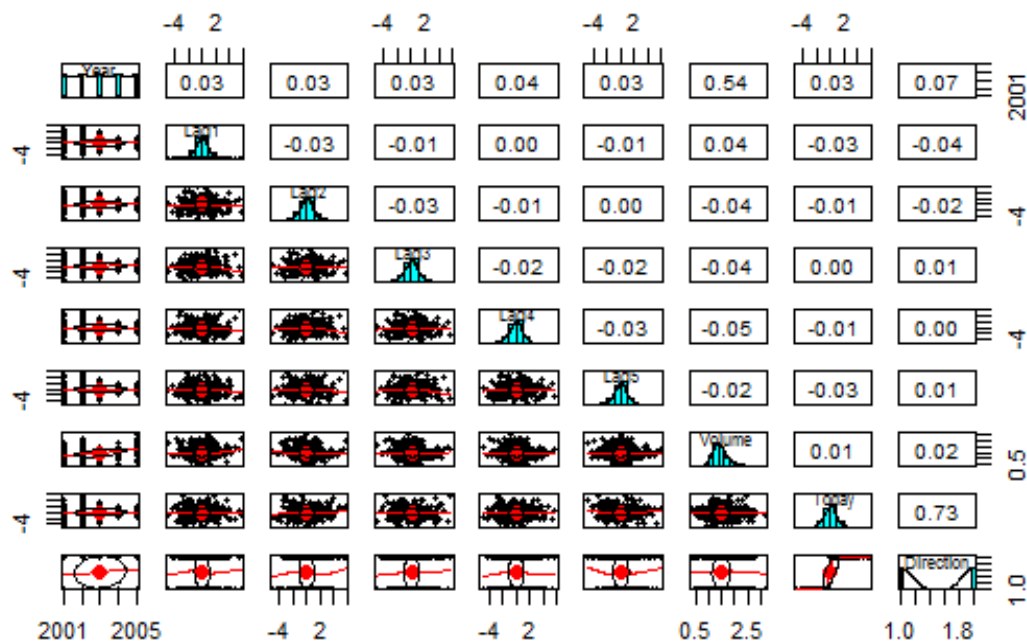 -4 2 -4 2 -4 2
Year 0.03 0.03 0.03 0.04 0.03 0.54 0.03 0.07 2001
-4 Lag1 -0.03 -0.01 0.00 -0.01 0.04 -0.03 -0.04
Lag2 -0.03 -0.01 0.00 -0.04 -0.01 -0.02 -4
-4 Lag3 -0.02 -0.02 -0.04 0.00 0.01
Lag4 -0.03 -0.05 -0.01 0.00 -4
-4 Lag5 -0.02 -0.03 0.01
Volume 0.01 0.02 0.5
-4 Today 0.73
Direction 1.0
2001 2005 -4 2 -4 2 0.5 2.5 1.0 1.8